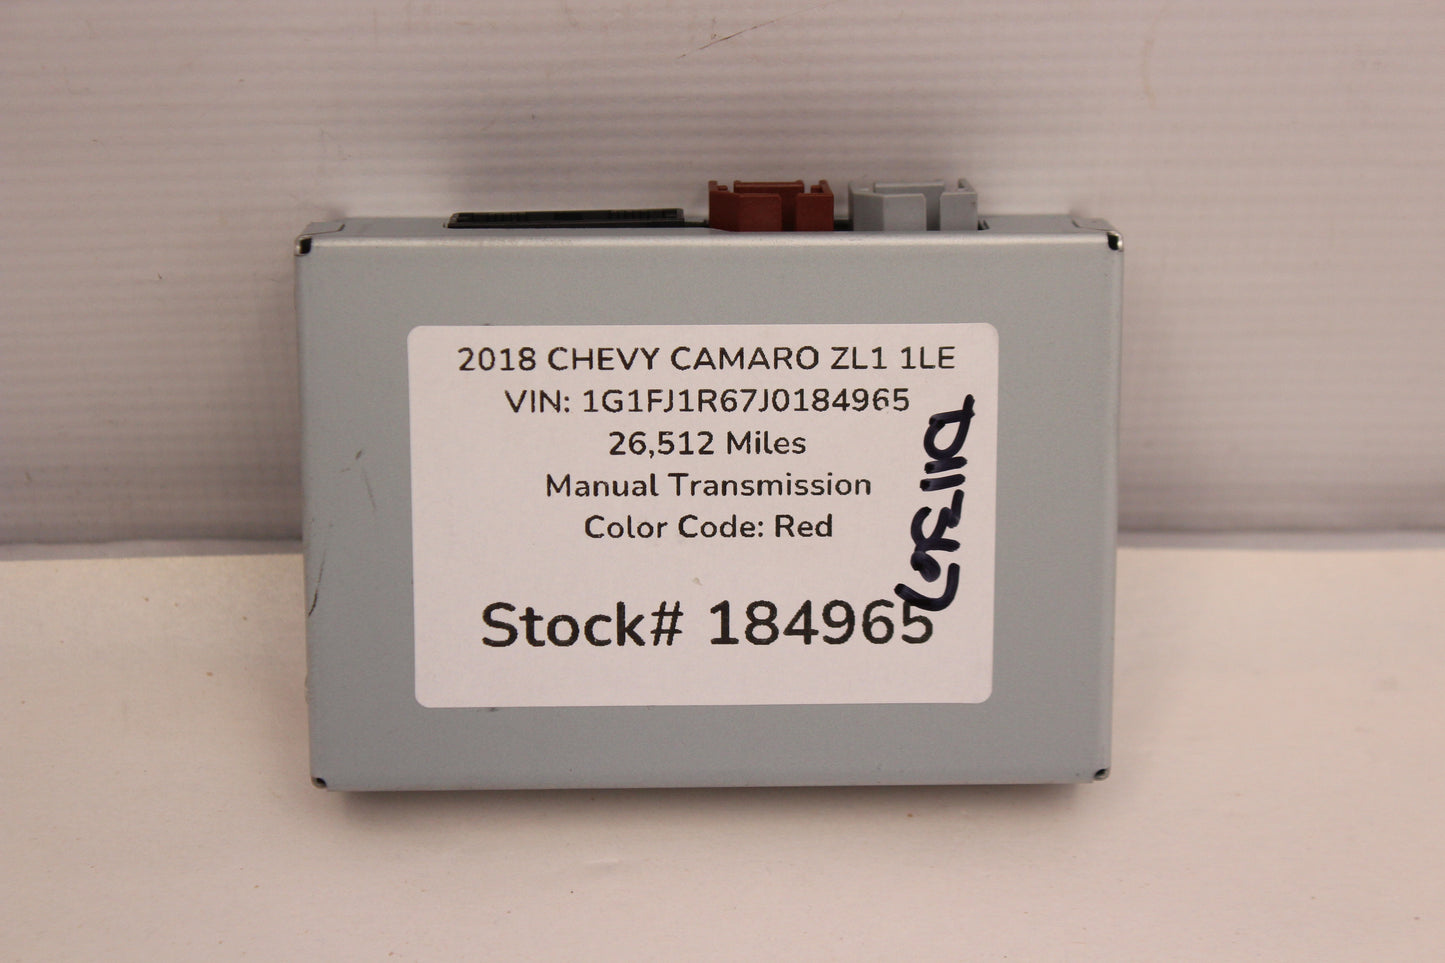 2018 CHEVY CAMARO ZL1 1LE
VIN: 1G1FJ1R67J0184965
26,512 Miles
Manual Transmission
Color Code: Red
Stock# 184965